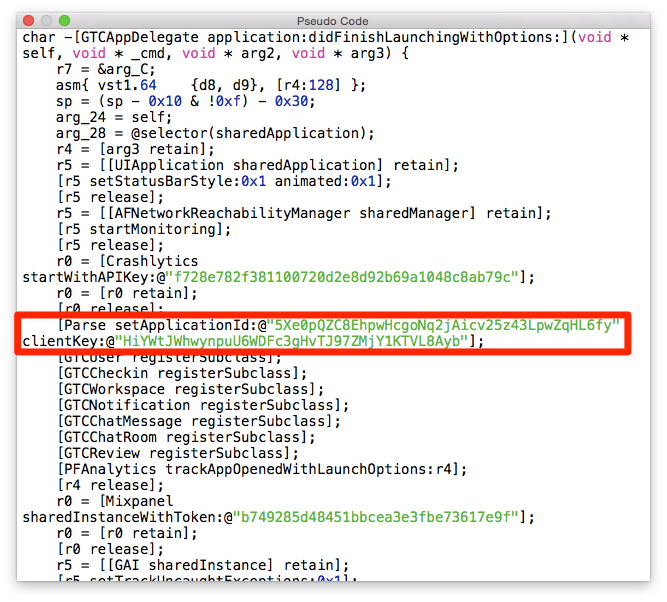 Pseudo Code
char -[GTCAppDelegate application:didFinishLaunchingWithOptions:](void *
self, void * _cmd, void * arg2, void * arg3) {
r7 = &arg_C;
asm{ vst1.64 {d8, d9}, [r4:128] };
sp = (sp - 0x10 & !0xf) - 0x30;
arg_24 = self;
arg_28 = @selector(sharedApplication);
r4 = [arg3 retain];
r5 = [[UIApplication sharedApplication] retain];
[r5 setStatusBarStyle:0x1 animated:0x1];
[r5 release];
r5 = [[AFNetworkReachabilityManager sharedManager] retain];
[r5 startMonitoring];
[r5 release];
r0 = [Crashlytics
startWithAPIKey:@"f728e782f381100720d2e8d92b69a1048c8ab79c"];
r0 = [r0 retain];
[r0 release];
[Parse setApplicationId:@"5Xe0pQZC8EhpwHcgoNq2jAicv25z43LpwZqHL6fy"
clientKey:@"HiYWtJWhwynpuU6WDFc3gHvTJ97ZMjY1KTVL8Ayb"];
[GTCUser registerSubclass];
[GTCCheckin registerSubclass];
[GTCWorkspace registerSubclass];
[GTCNotification registerSubclass];
[GTCChatMessage registerSubclass];
[GTCChatRoom registerSubclass];
[GTCReview registerSubclass];
[PFAnalytics trackAppOpenedWithLaunchOptions:r4];
[r4 release];
r0 = [Mixpanel
sharedInstanceWithToken:@"b749285d48451bbcea3e3fbe73617e9f"];
r0 = [r0 retain];
[r0 release];
r5 = [[GAI sharedInstance] retain];
[r5 setTrackUncaughtExceptions:0x1];